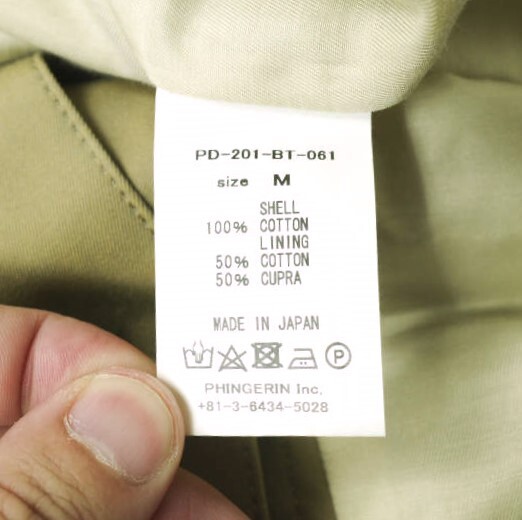 PD-201-BT-061
size M
SHELL
100% COTTON
LINING
50% COTTON
50% CUPRA
MADE IN JAPAN
P
PHINGERIN Inc.
+81-3-6434-5028